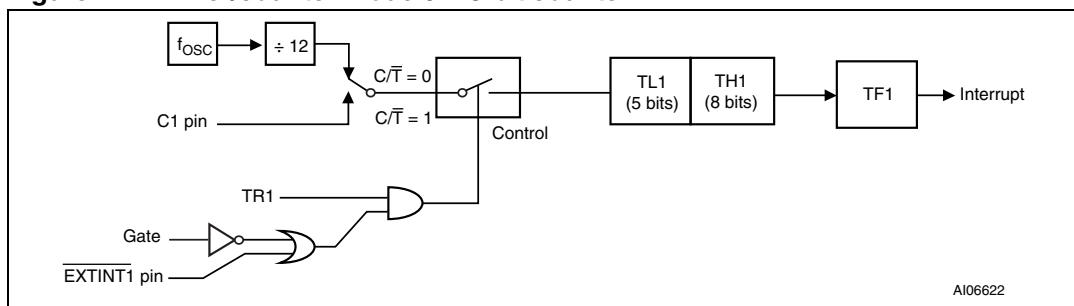 fOSC
÷ 12
C/T̅ = 0
C1 pin
C/T̅ = 1
Control
TL1
(5 bits)
TH1
(8 bits)
TF1
Interrupt
TR1
Gate
E̅X̅T̅I̅N̅T̅1̅ pin
AI06622